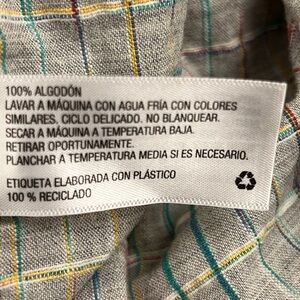 100% ALGODÓN
LAVAR A MÁQUINA CON AGUA FRÍA CON COLORES
SIMILARES. CICLO DELICADO. NO BLANQUEAR.
SECAR A MÁQUINA A TEMPERATURA BAJA.
RETIRAR OPORTUNAMENTE.
PLANCHAR A TEMPERATURA MEDIA SI ES NECESARIO.
ETIQUETA ELABORADA CON PLÁSTICO
100 % RECICLADO